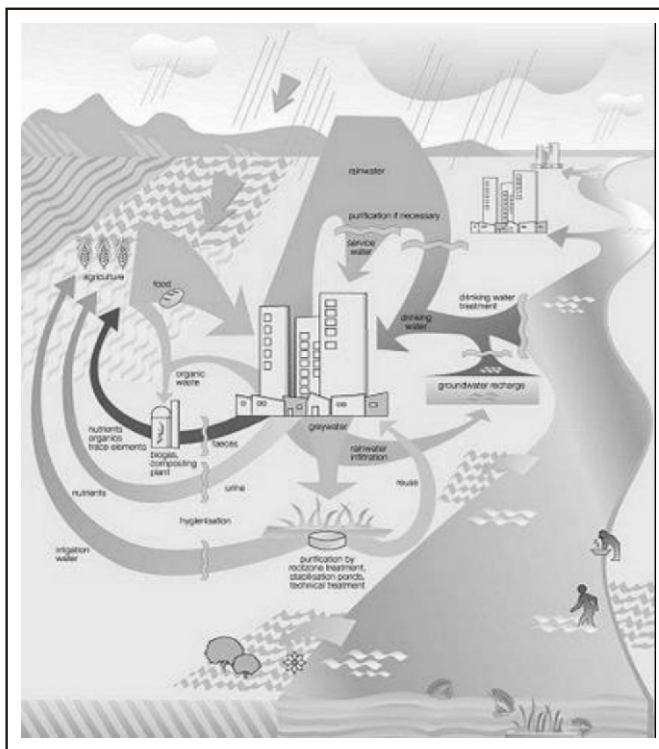 rainwater
purification if necessary
service
water
agriculture
food
drinking water
treatment
drinking
water
organic
waste
groundwater recharge
greywater
nutrients
organics
trace elements
biogas,
composting
plant
faeces
rainwater
infiltration
nutrients
urine
reuse
hygienisation
irrigation
water
purification by
rootzone treatment,
stabilisation ponds,
technical treatment